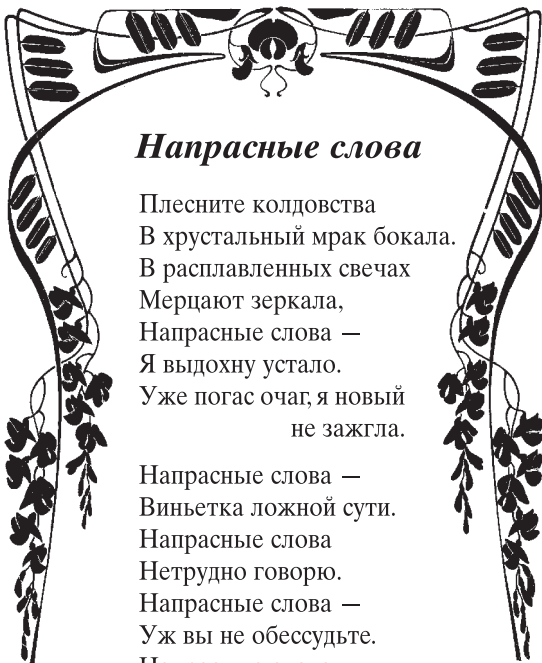 Напрасные слова
Плесните колдовства
В хрустальный мрак бокала.
В расплавленных свечах
Мерцают зеркала,
Напрасные слова —
Я выдохну устало.
Уже погас очаг, я новый
не зажгла.
Напрасные слова —
Виньетка ложной сути.
Напрасные слова
Нетрудно говорю.
Напрасные слова —
Уж вы не обессудьте.